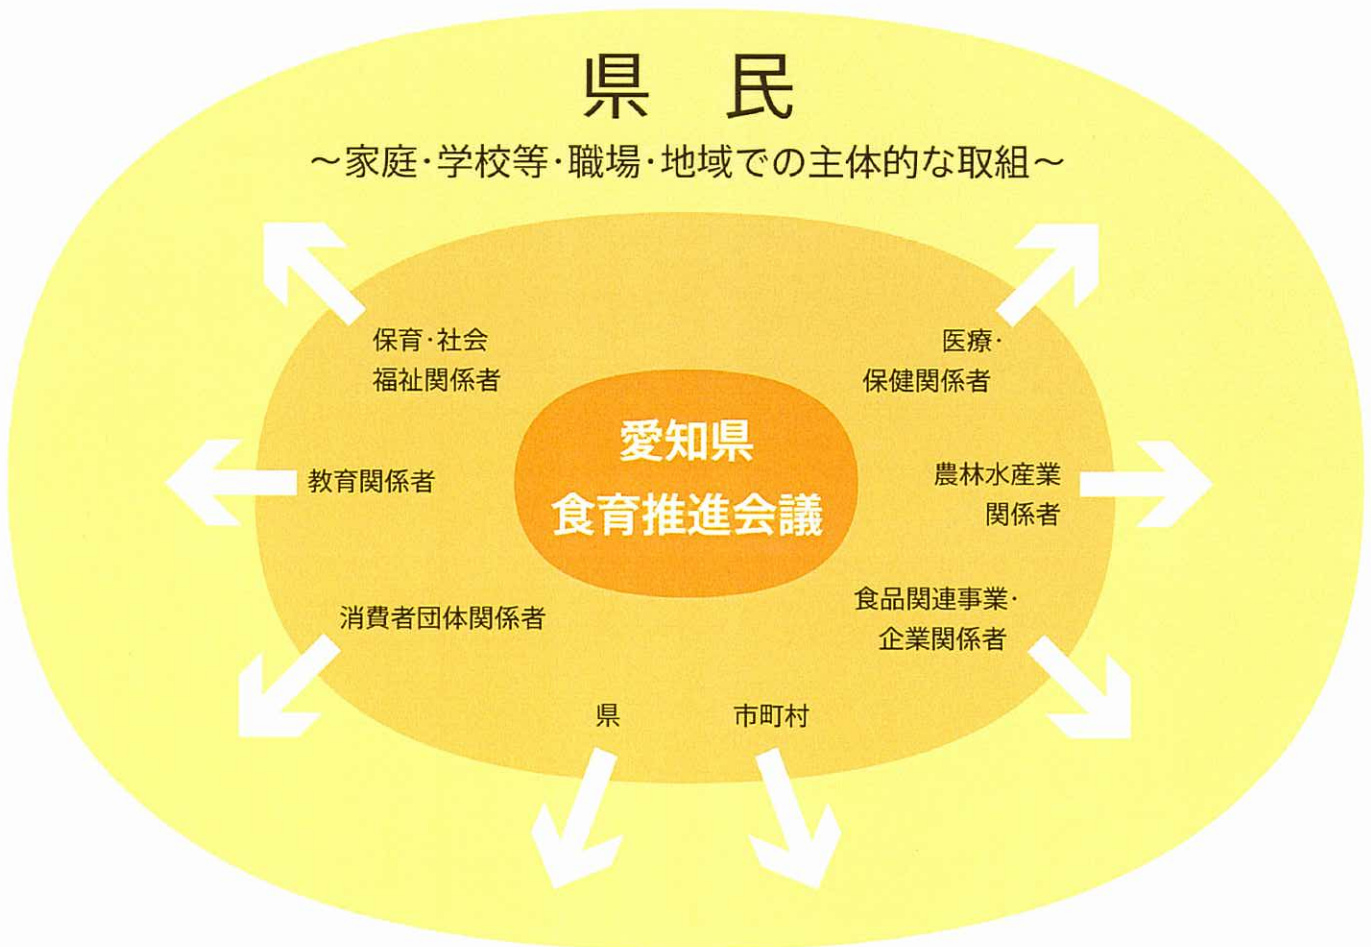 県 民
～家庭･学校等･職場･地域での主体的な取組～
保育･社会
福祉関係者
医療･
保健関係者
愛知県
食育推進会議
教育関係者
農林水産業
関係者
消費者団体関係者
食品関連事業･
企業関係者
県
市町村